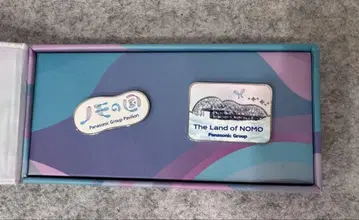 ノモの国
Panasonic Group Pavilion
The Land of NOMO
Panasonic Group